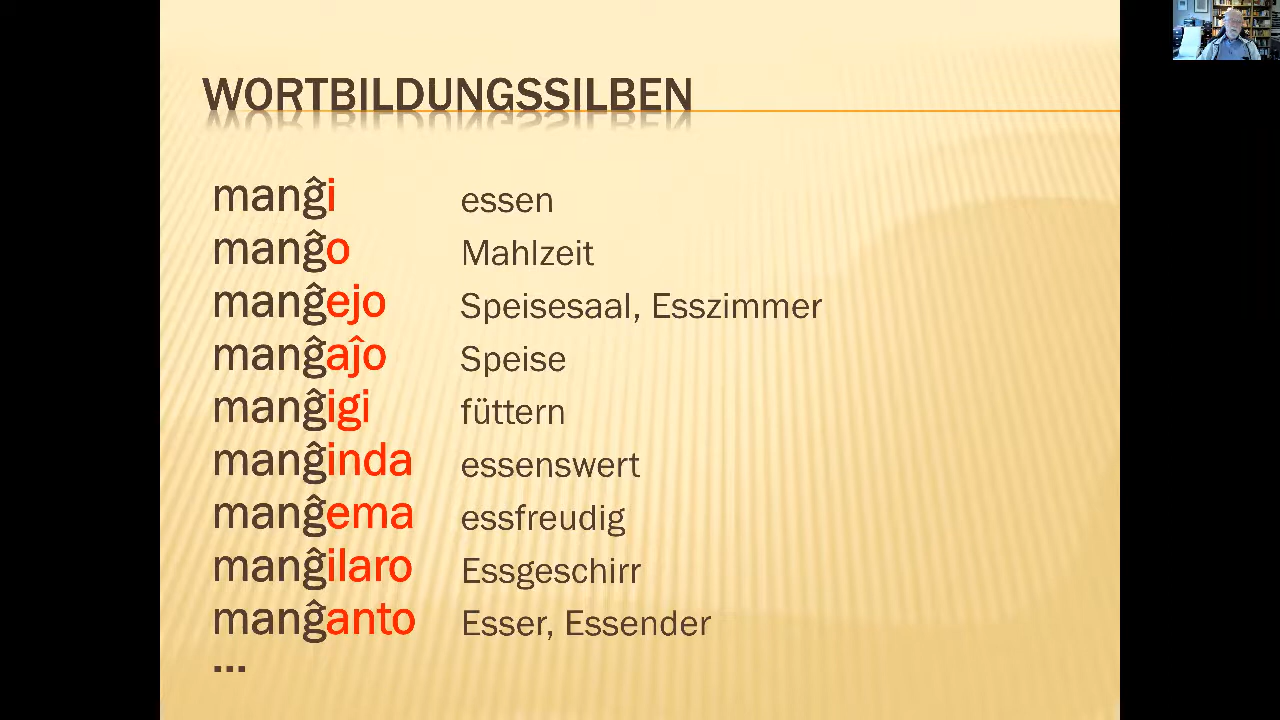 WORTBILDUNGSSILBEN
manĝi essen
manĝo Mahlzeit
manĝejo Speisesaal, Esszimmer
manĝaĵo Speise
manĝigi füttern
manĝinda essenswert
manĝema essfreudig
manĝilaro Essgeschirr
manĝanto Esser, Essender
...